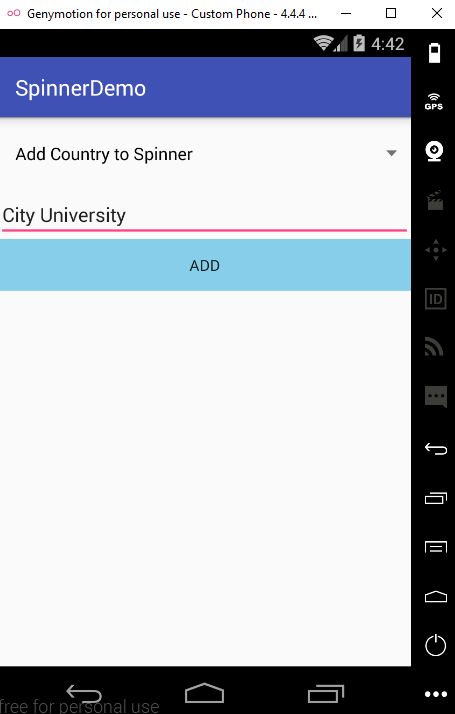 Genymotion for personal use - Custom Phone - 4.4.4 ...
4:42
GPS
SpinnerDemo
Add Country to Spinner
City University
ADD
ID
free for personal use